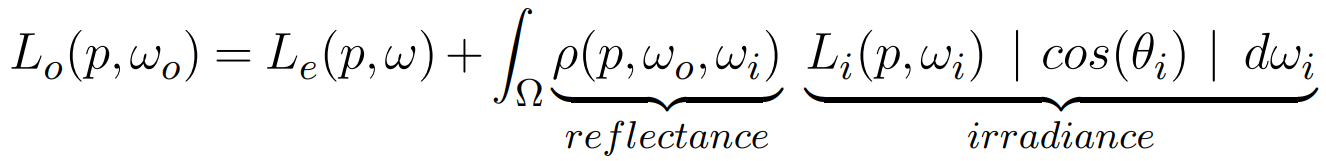 L_o(p, ω_o) = L_e(p, ω) + ∫_Ω ρ(p, ω_o, ω_i) L_i(p, ω_i) | cos(θ_i) | dω_i
reflectance irradiance